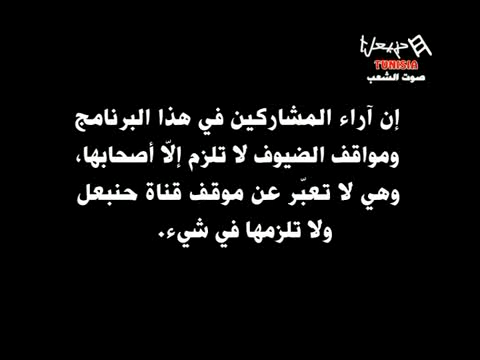 حنبعل
TUNISIA
صوت الشعب
إن آراء المشاركين في هذا البرنامج
ومواقف الضيوف لا تلزم إلّا أصحابها،
وهي لا تعبّر عن موقف قناة حنبعل
ولا تلزمها في شيء.